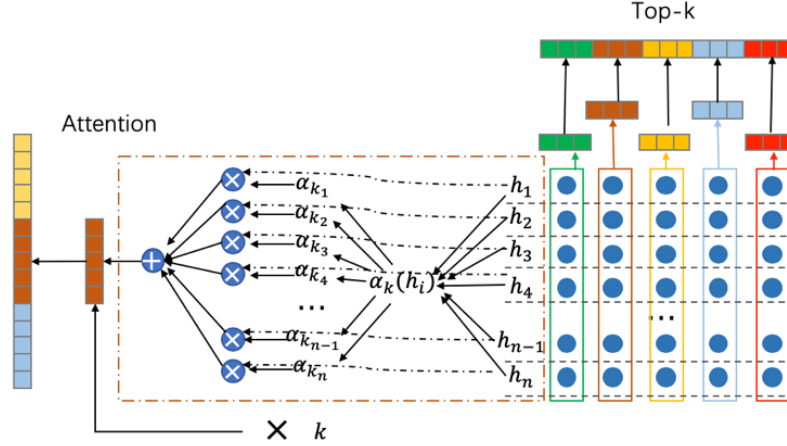 Top-k
Attention
α_{k_1} h_1
α_{k_2} h_2
α_{k_3} h_3
α_{k_4} α_k(h_i) h_4
... ...
α_{k_{n-1}} h_{n-1}
α_{k_n} h_n
× k